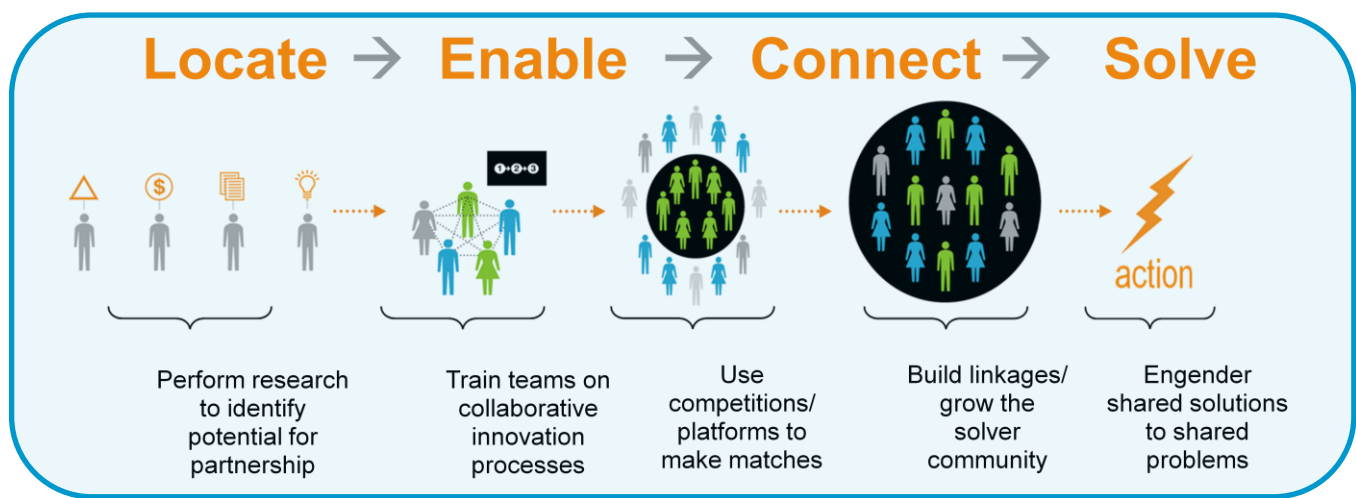 Locate → Enable → Connect → Solve
$
1+2+3
action
Perform research
to identify
potential for
partnership
Train teams on
collaborative
innovation
processes
Use
competitions/
platforms to
make matches
Build linkages/
grow the
solver
community
Engender
shared solutions
to shared
problems